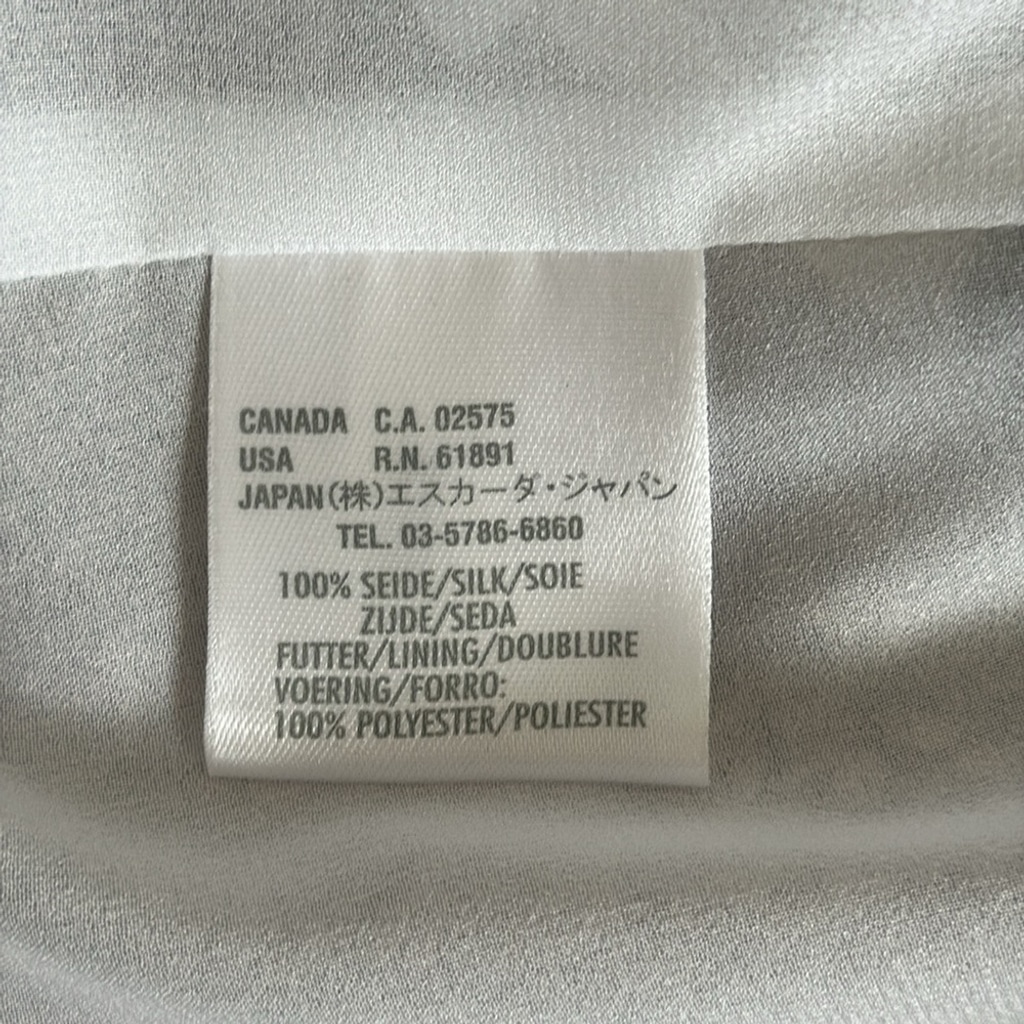 CANADA C.A. 02575
USA R.N. 61891
JAPAN(株)エスカーダ・ジャパン
TEL. 03-5786-6860
100% SEIDE/SILK/SOIE
ZIJDE/SEDA
FUTTER/LINING/DOUBLURE
VOERING/FORRO:
100% POLYESTER/POLIESTER